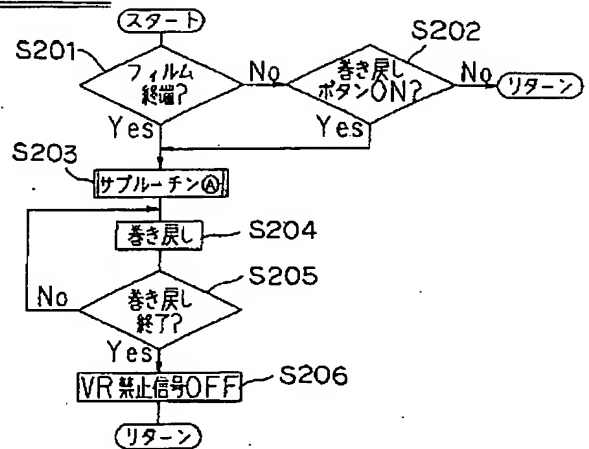 スタート
S201
フィルム
終端?
No
S202
巻き戻し
ボタンON?
No
リターン
Yes
Yes
S203
サブルーチンⒶ
巻き戻し
S204
S205
巻き戻し
終了?
No
Yes
VR禁止信号OFF
S206
リターン